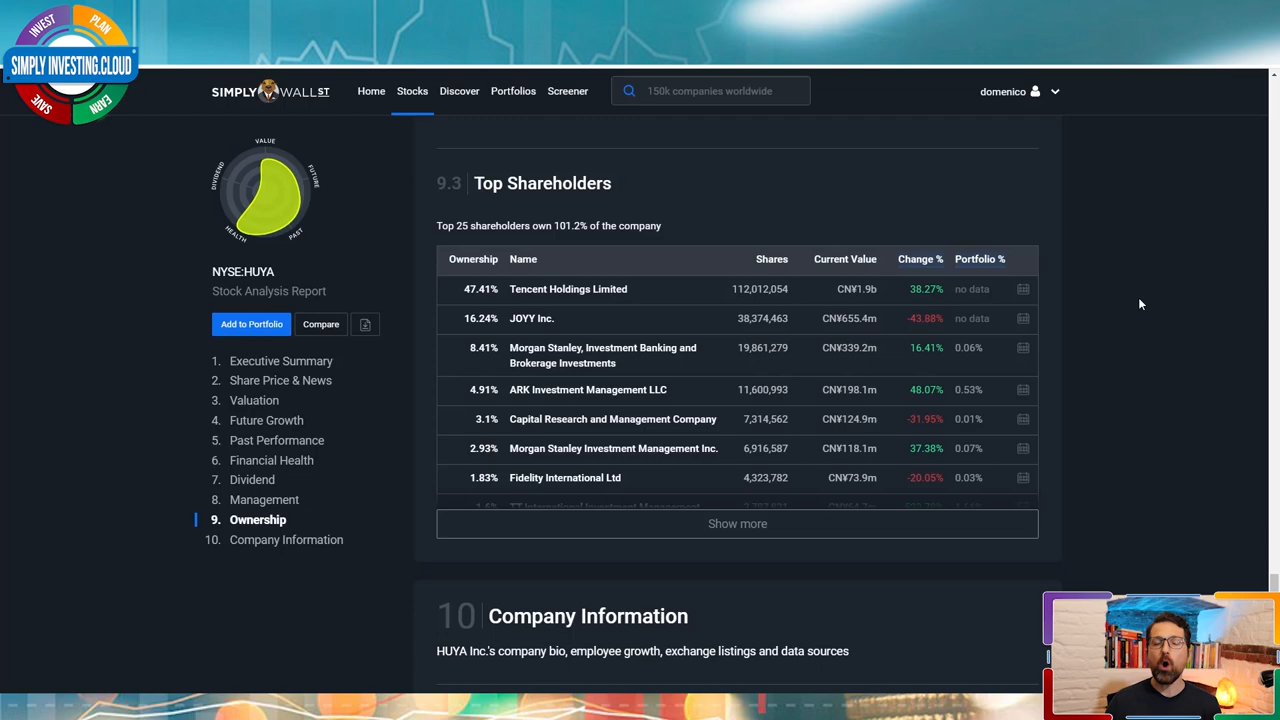 INVEST
PLAN
SIMPLY INVESTING.CLOUD
SAVE
EARN
SIMPLY WALL ST
Home
Stocks
Discover
Portfolios
Screener
150k companies worldwide
domenico
VALUE
FUTURE
PAST
HEALTH
DIVIDEND
NYSE:HUYA
Stock Analysis Report
Add to Portfolio
Compare
1. Executive Summary
2. Share Price & News
3. Valuation
4. Future Growth
5. Past Performance
6. Financial Health
7. Dividend
8. Management
9. Ownership
10. Company Information
9.3 Top Shareholders
Top 25 shareholders own 101.2% of the company
Ownership Name Shares Current Value Change % Portfolio %
47.41% Tencent Holdings Limited 112,012,054 CN¥1.9b 38.27% no data
16.24% JOYY Inc. 38,374,463 CN¥655.4m -43.88% no data
8.41% Morgan Stanley, Investment Banking and 19,861,279 CN¥339.2m 16.41% 0.06%
Brokerage Investments
4.91% ARK Investment Management LLC 11,600,993 CN¥198.1m 48.07% 0.53%
3.1% Capital Research and Management Company 7,314,562 CN¥124.9m -31.95% 0.01%
2.93% Morgan Stanley Investment Management Inc. 6,916,587 CN¥118.1m 37.38% 0.07%
1.83% Fidelity International Ltd 4,323,782 CN¥73.9m -20.05% 0.03%
TT International Investment Management
Show more
10 Company Information
HUYA Inc.'s company bio, employee growth, exchange listings and data sources